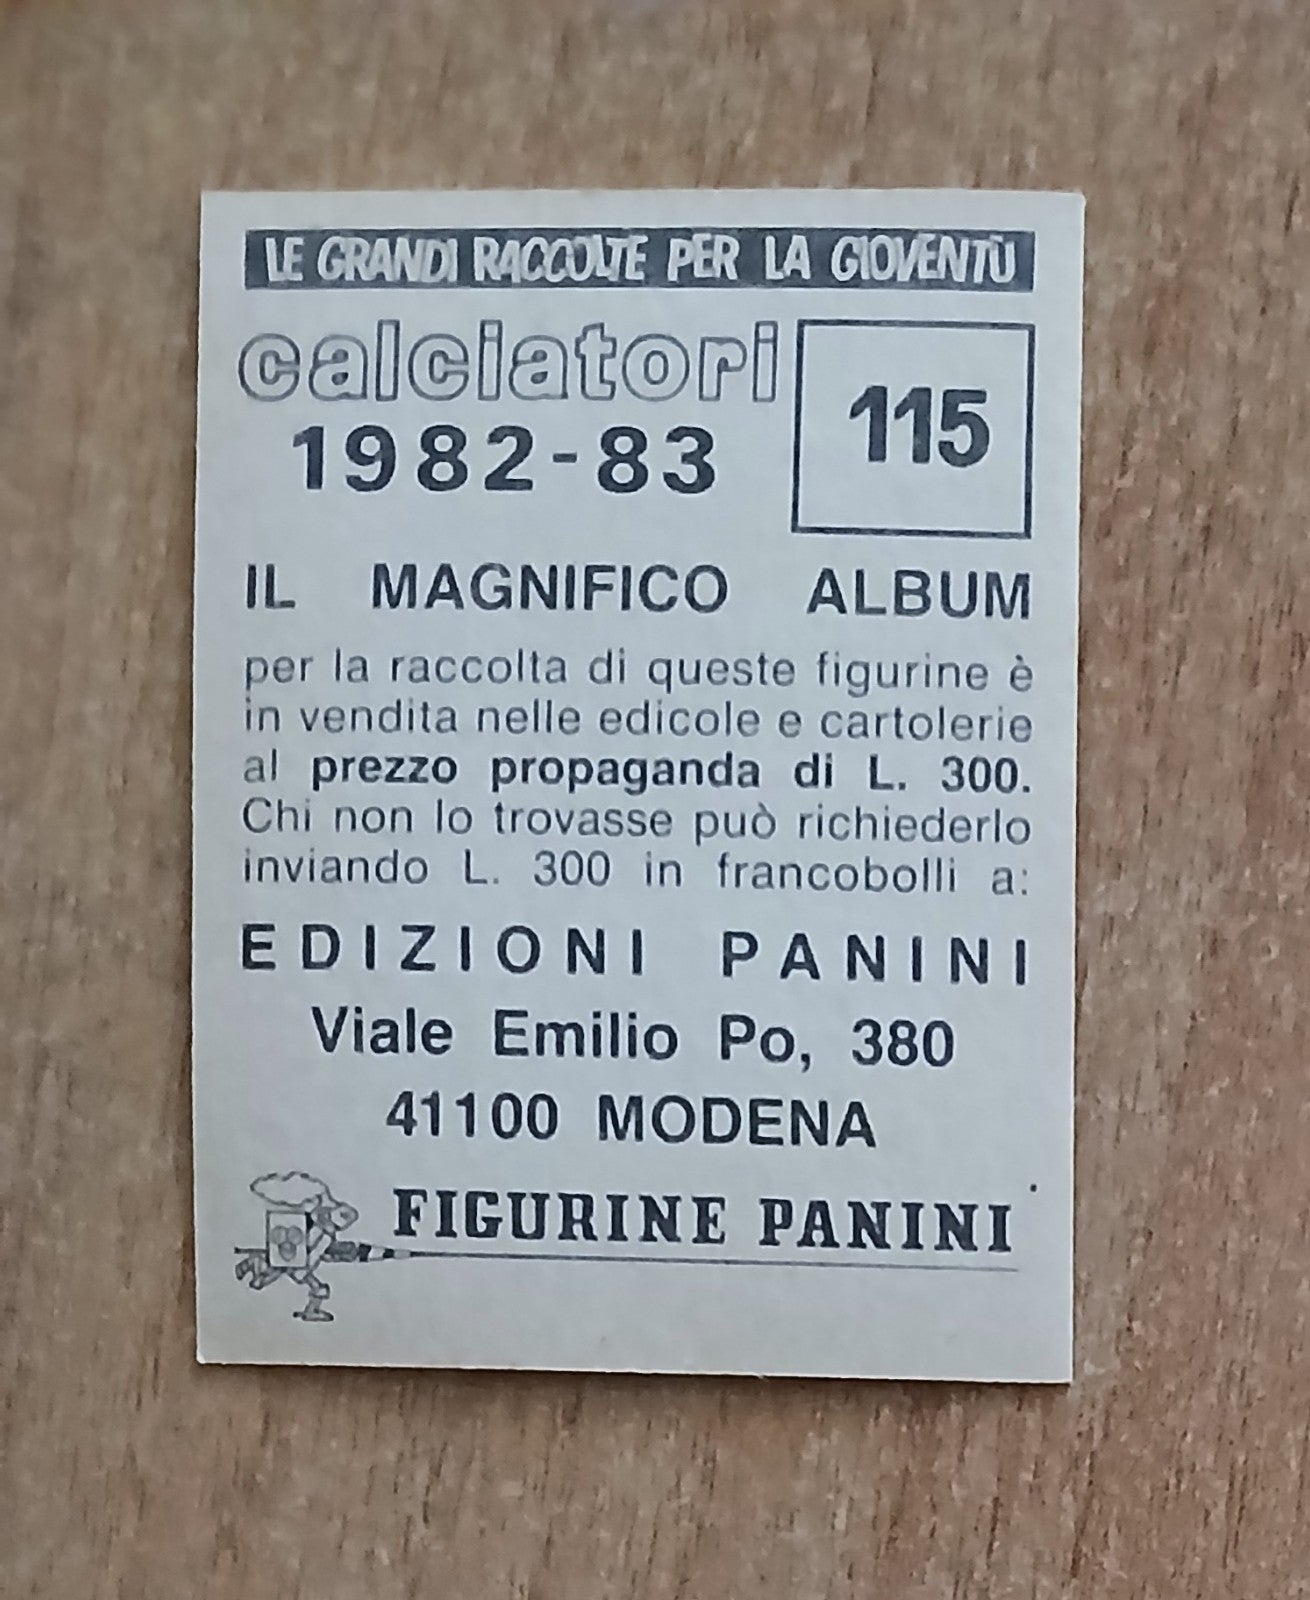 LE GRANDI RACCOLTE PER LA GIOVENTÙ
calciatori
1982-83
115
IL MAGNIFICO ALBUM
per la raccolta di queste figurine è
in vendita nelle edicole e cartolerie
al prezzo propaganda di L. 300.
Chi non lo trovasse può richiederlo
inviando L. 300 in francobolli a:
EDIZIONI PANINI
Viale Emilio Po, 380
41100 MODENA
FIGURINE PANINI